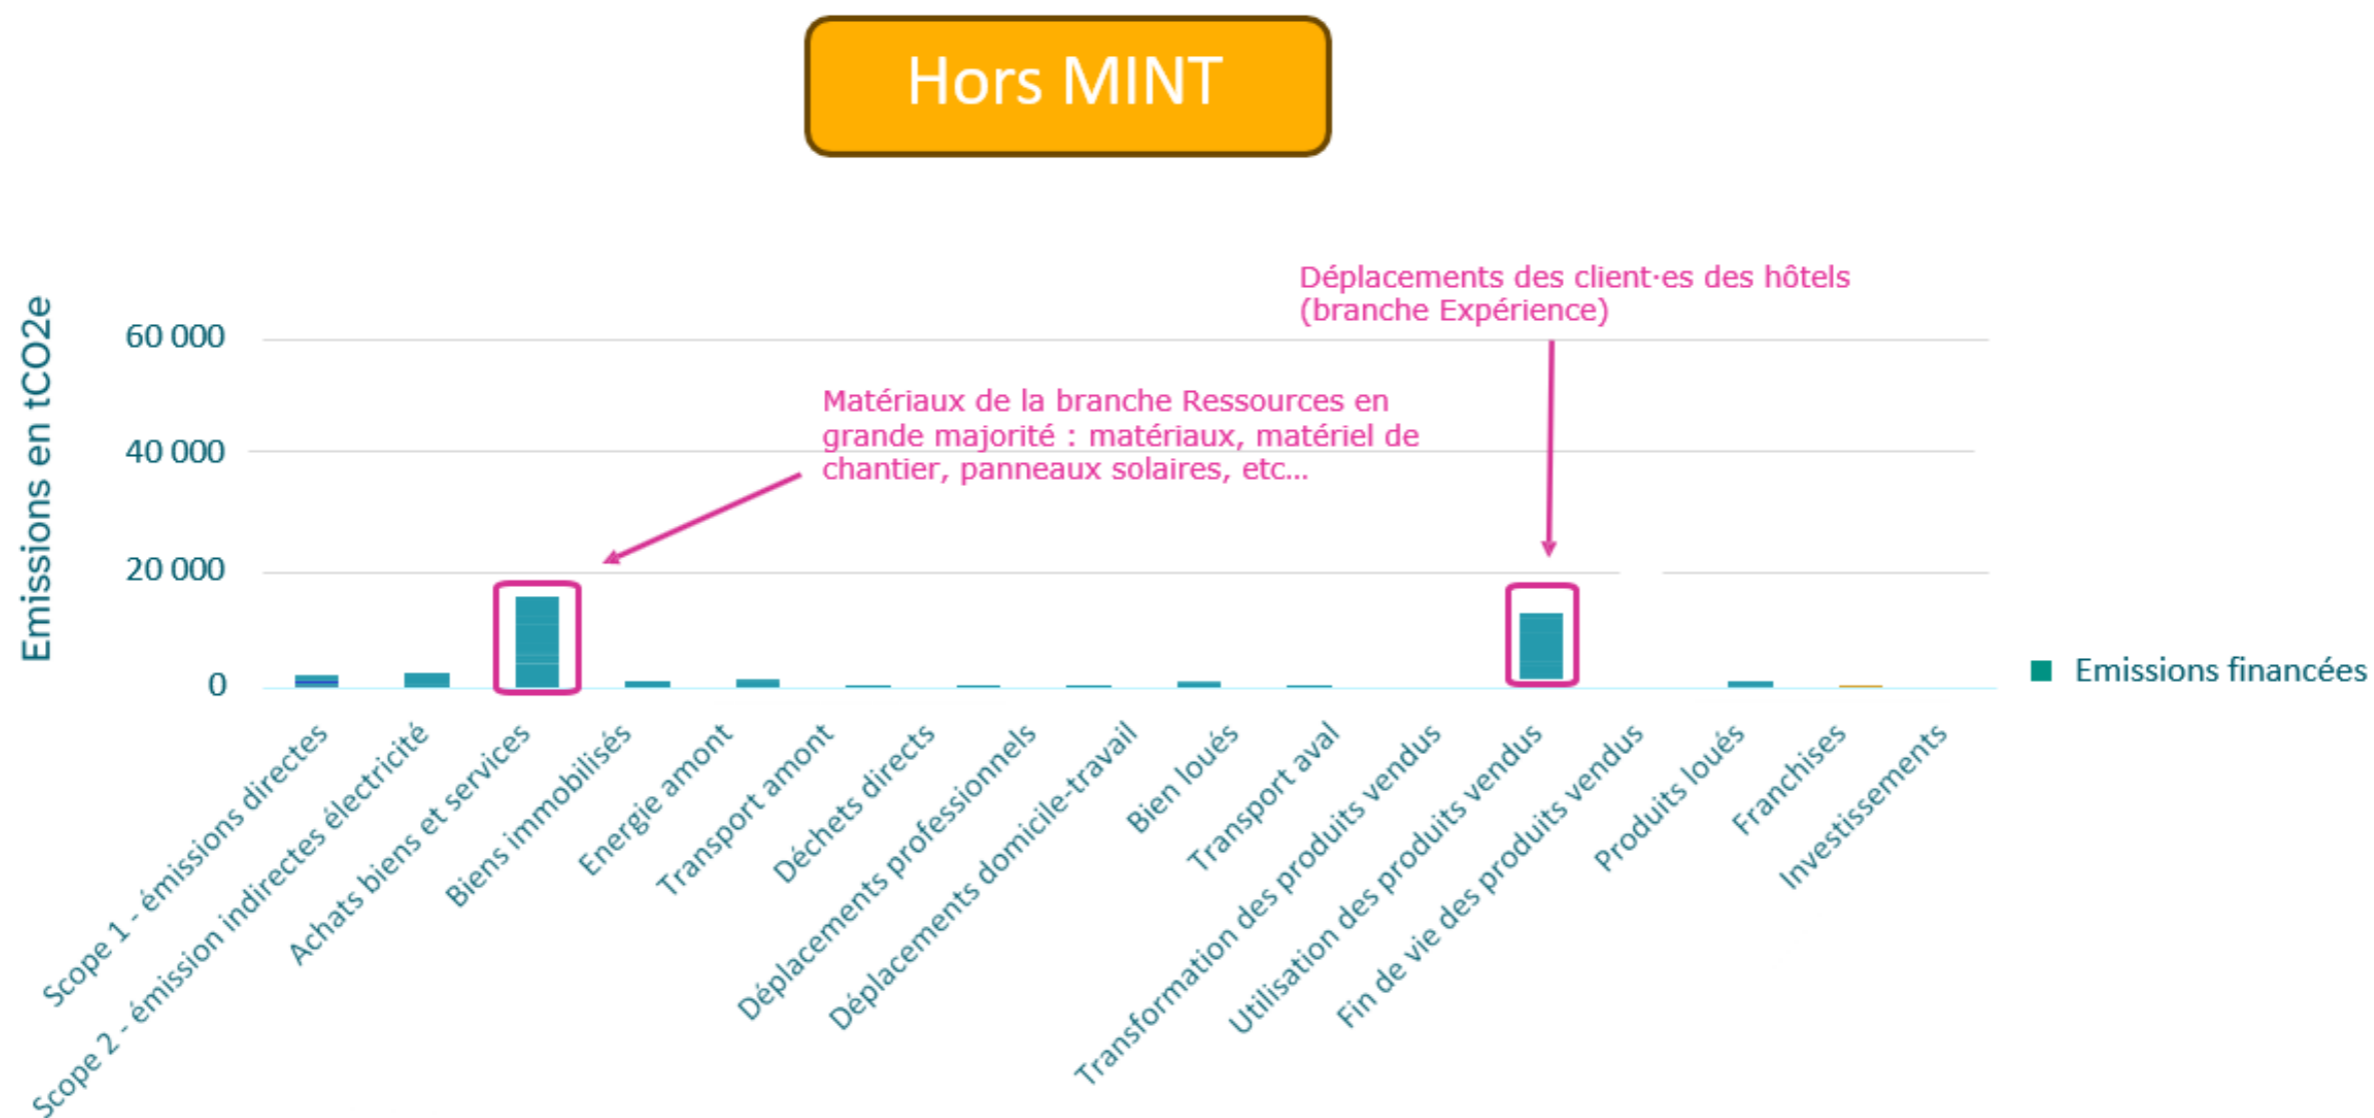 Hors MINT
Déplacements des client·es des hôtels
(branche Expérience)
Emissions en tCO2e
60 000
Matériaux de la branche Ressources en
grande majorité : matériaux, matériel de
chantier, panneaux solaires, etc...
40 000
20 000
0
Emissions financées
Scope 1 - émissions directes
Scope 2 - émission indirectes électricité
Achats biens et services
Biens immobilisés
Energie amont
Transport amont
Déchets directs
Déplacements professionnels
Déplacements domicile-travail
Bien loués
Transport aval
Transformation des produits vendus
Utilisation des produits vendus
Fin de vie des produits vendus
Produits loués
Franchises
Investissements